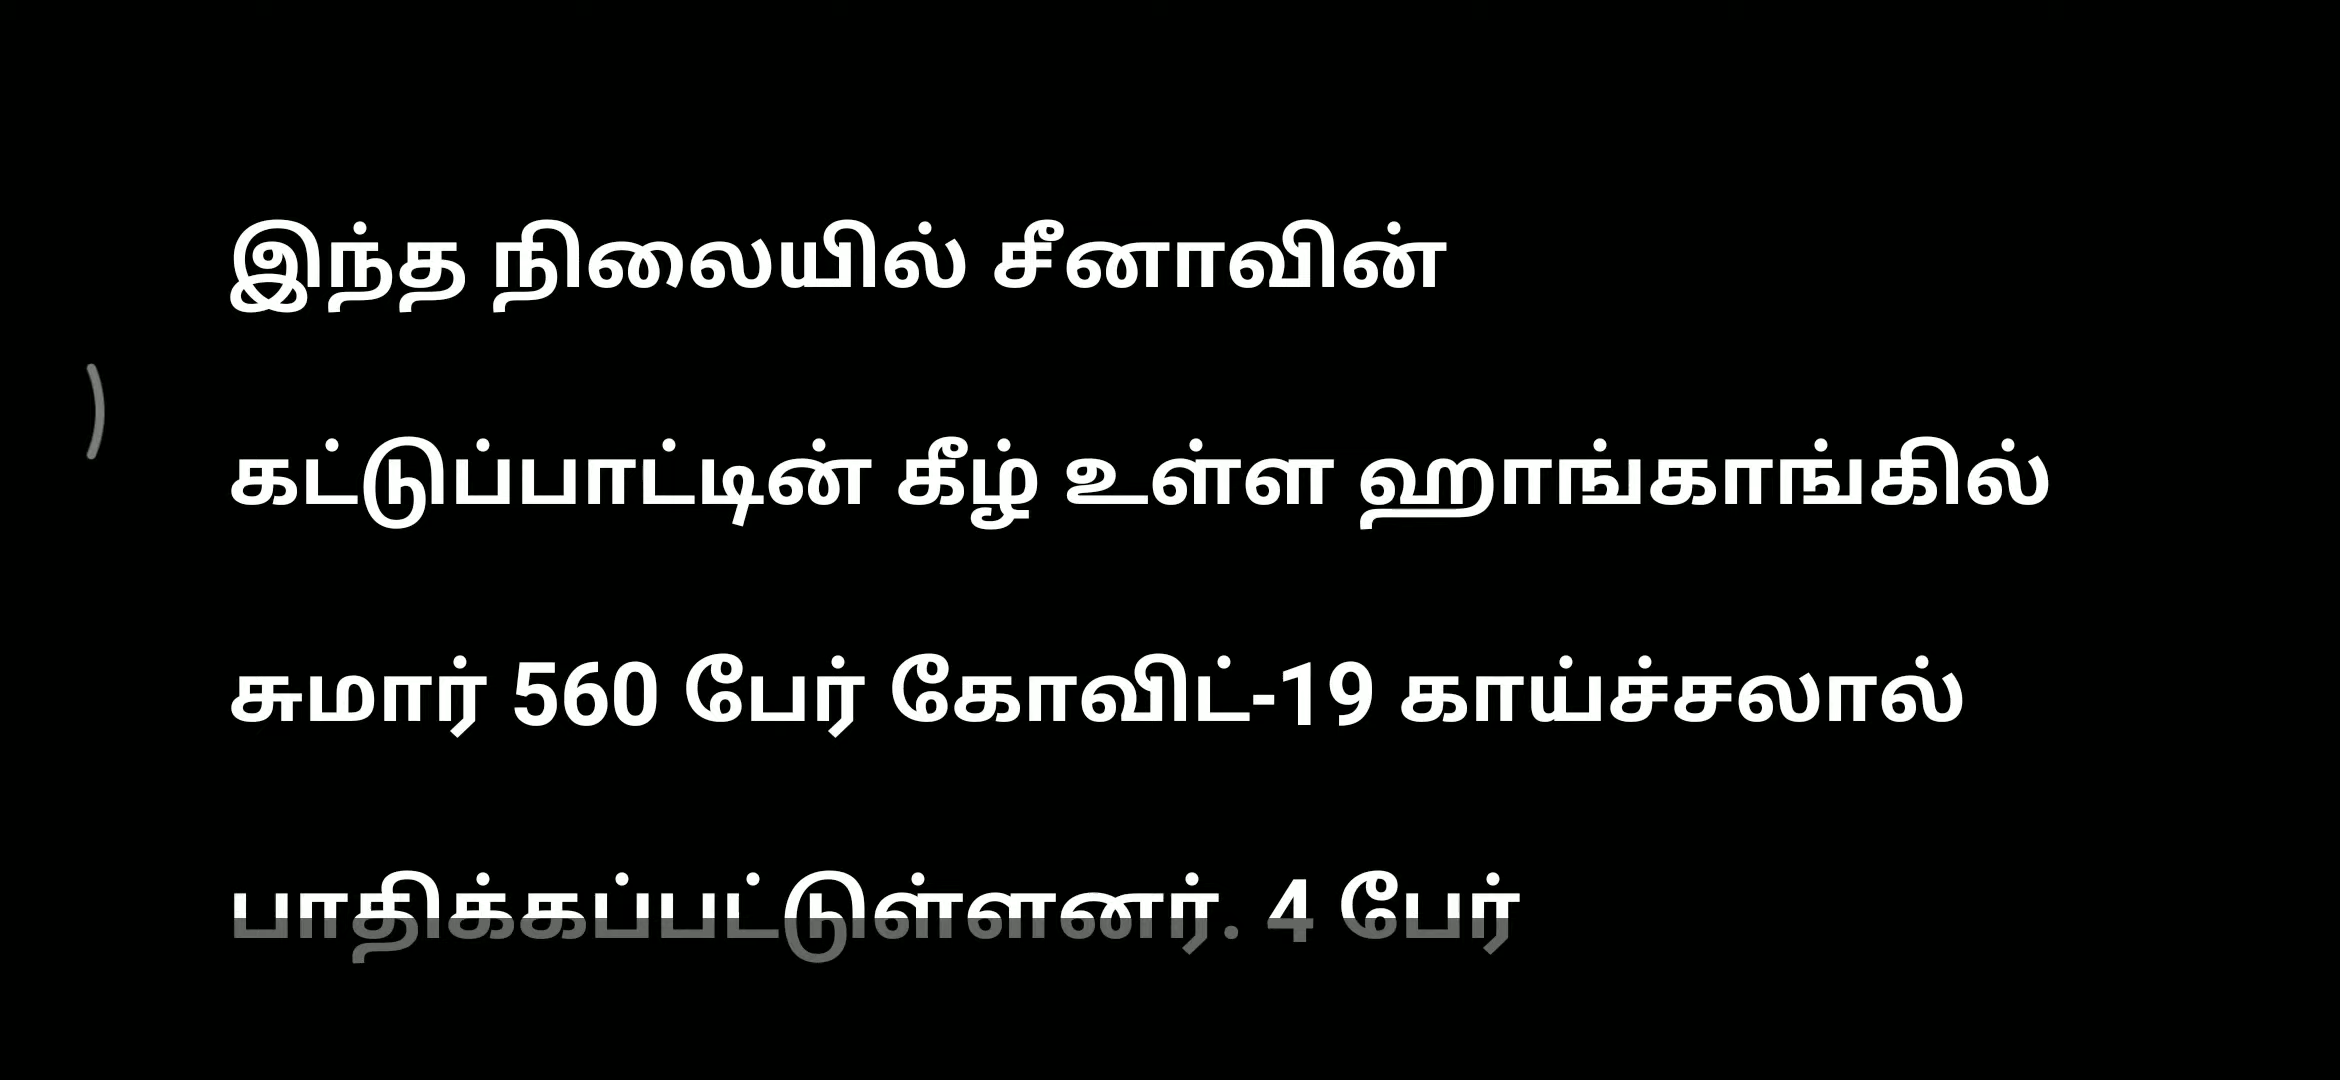 இந்த நிலையில் சீனாவின்
கட்டுப்பாட்டின் கீழ் உள்ள ஹாங்காங்கில்
சுமார் 560 பேர் கோவிட்-19 காய்ச்சலால்
பாதிக்கப்பட்டுள்ளனர். 4 பேர்